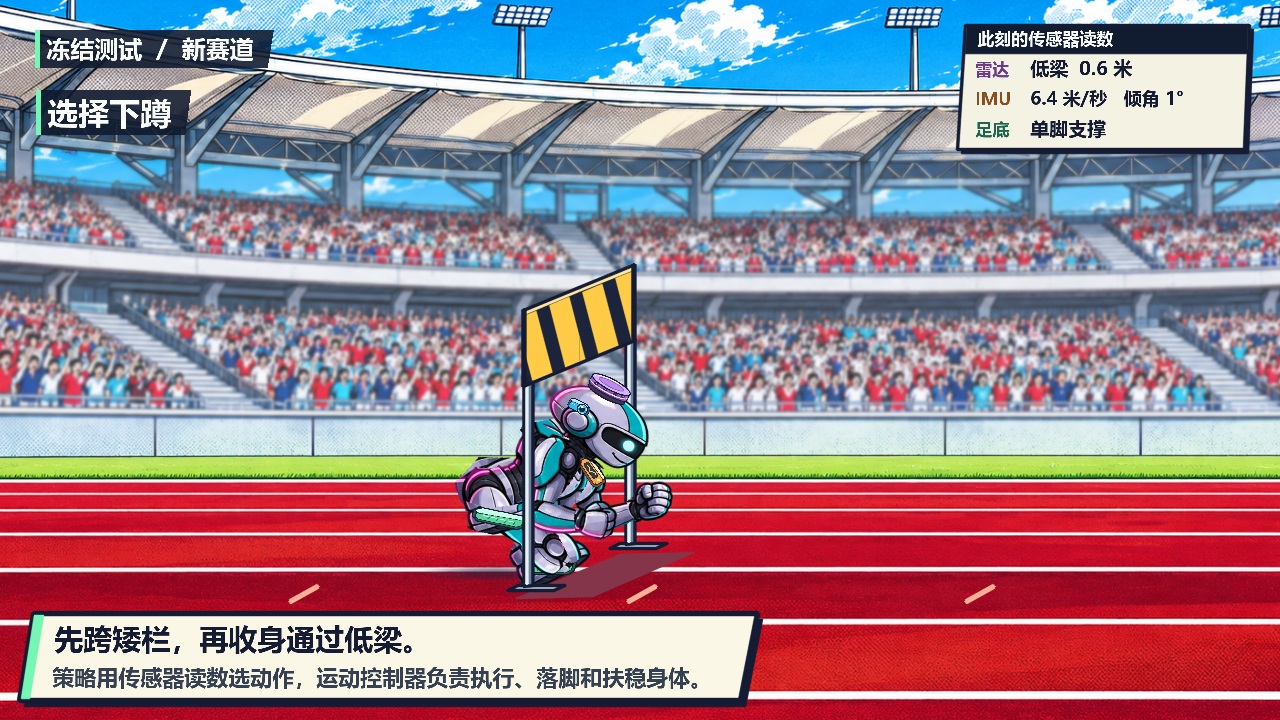 冻结测试 / 新赛道
选择下蹲
此刻的传感器读数
雷达 低梁 0.6 米
IMU 6.4 米/秒 倾角 1°
足底 单脚支撑
先跨矮栏，再收身通过低梁。
策略用传感器读数选动作，运动控制器负责执行、落脚和扶稳身体。